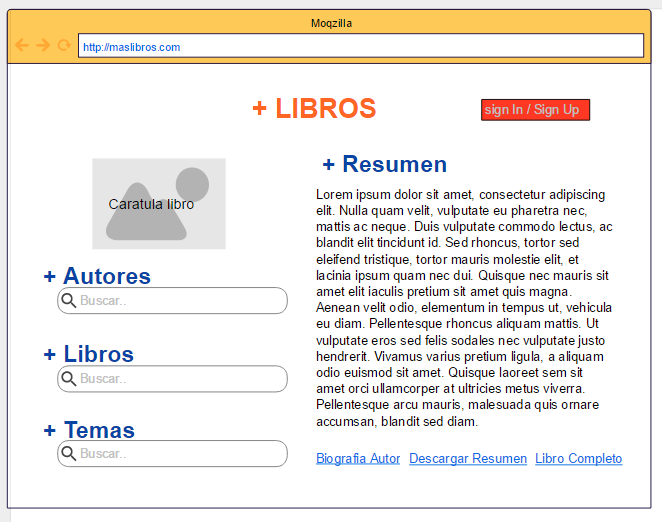 Moqzilla
http://maslibros.com
+ LIBROS
sign In / Sign Up
Caratula libro
+ Autores
Buscar..
+ Libros
Buscar..
+ Temas
Buscar..
+ Resumen
Lorem ipsum dolor sit amet, consectetur adipiscing
elit. Nulla quam velit, vulputate eu pharetra nec,
mattis ac neque. Duis vulputate commodo lectus, ac
blandit elit tincidunt id. Sed rhoncus, tortor sed
eleifend tristique, tortor mauris molestie elit, et
lacinia ipsum quam nec dui. Quisque nec mauris sit
amet elit iaculis pretium sit amet quis magna.
Aenean velit odio, elementum in tempus ut, vehicula
eu diam. Pellentesque rhoncus aliquam mattis. Ut
vulputate eros sed felis sodales nec vulputate justo
hendrerit. Vivamus varius pretium ligula, a aliquam
odio euismod sit amet. Quisque laoreet sem sit
amet orci ullamcorper at ultricies metus viverra.
Pellentesque arcu mauris, malesuada quis ornare
accumsan, blandit sed diam.
Biografia Autor Descargar Resumen Libro Completo